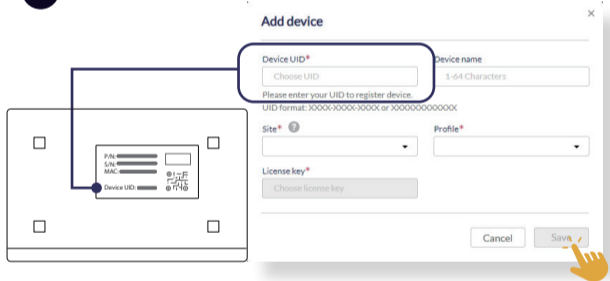 Add device
×
Device UID*
Device name
Choose UID
1-64 Characters
Please enter your UID to register device.
UID format: XXXX-XXXX-XXXX or XXXXXXXXXXXX
Site* ?
Profile*
License key*
Choose license key
Cancel
Save
P/N:
S/N:
MAC:
Device UID: